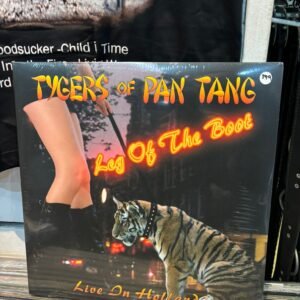 oodsucker -Child i Time
TYGERS OF PAN TANG
Leg Of The Boot
Live In Holland